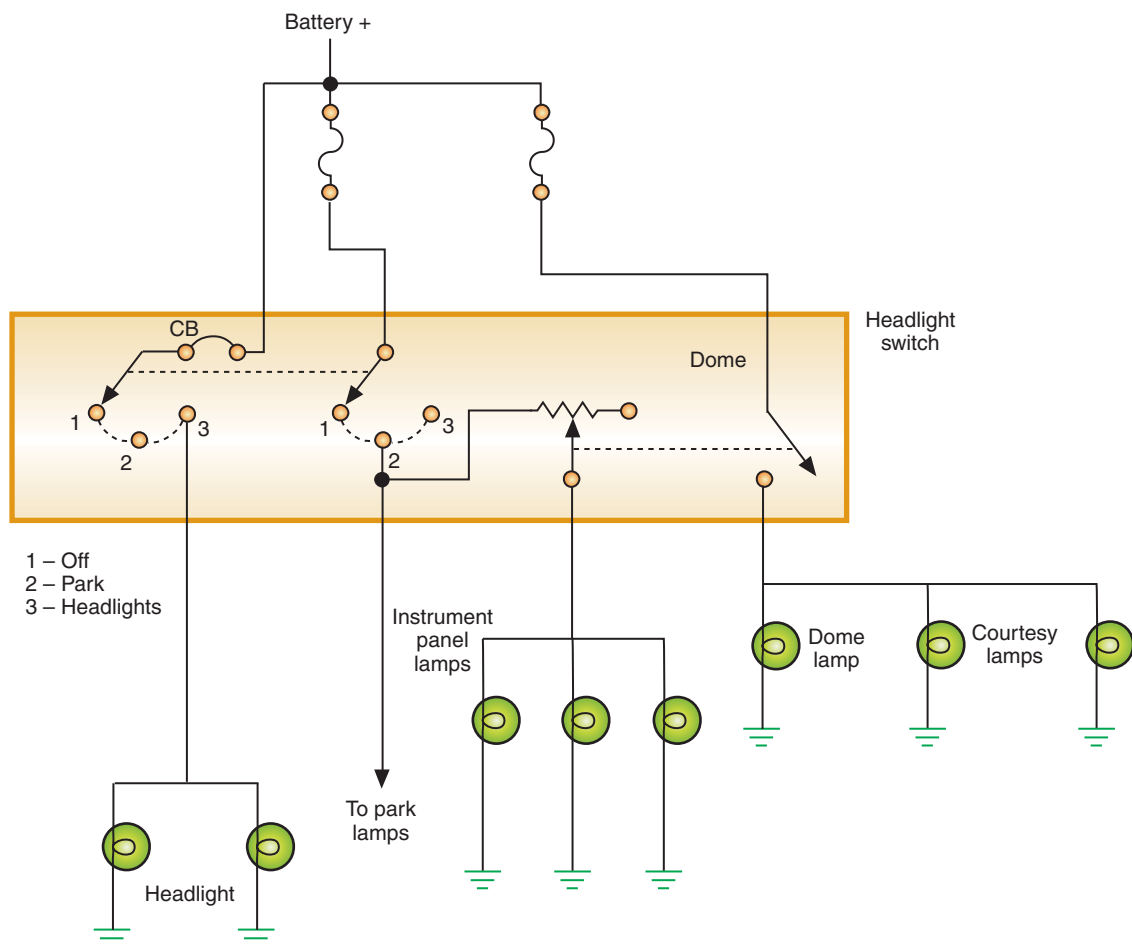 Battery +
Headlight
switch
CB
Dome
1
2
3
1
2
3
1 – Off
2 – Park
3 – Headlights
Instrument
panel
lamps
Dome
lamp
Courtesy
lamps
To park
lamps
Headlight